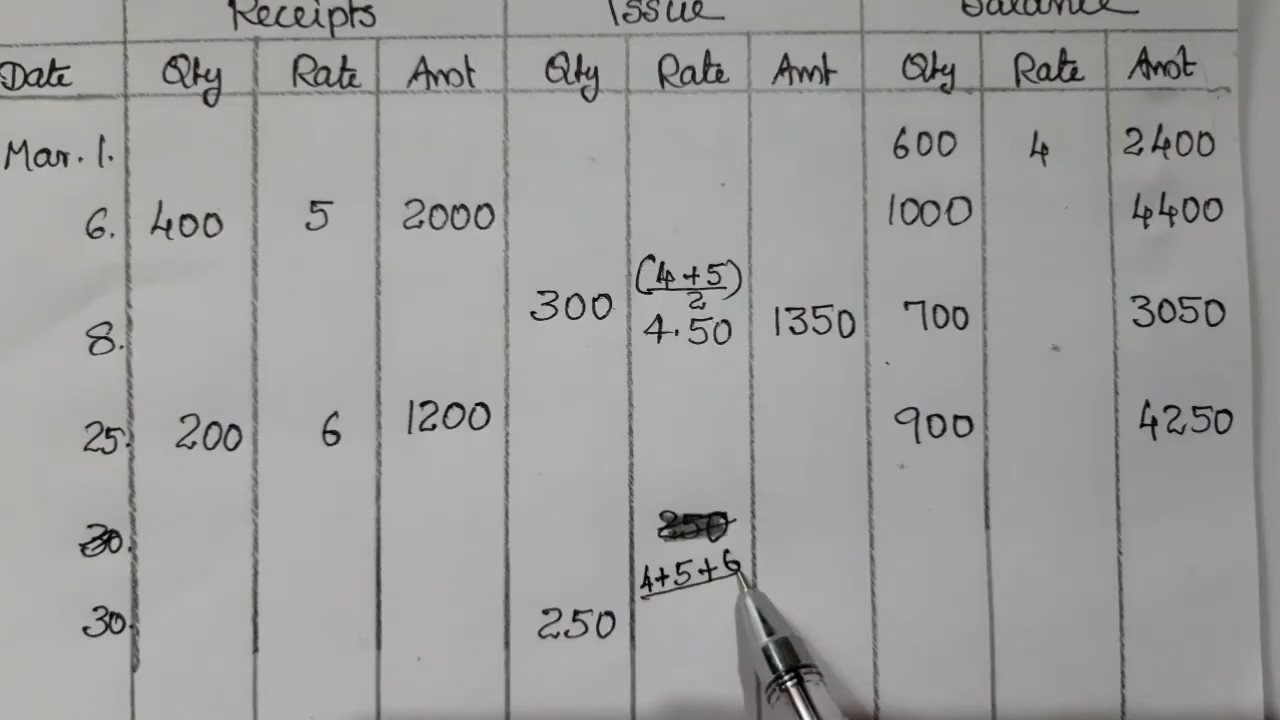 Receipts Issue Balance
Date Qty Rate Amt Qty Rate Amt Qty Rate Amt
Mar. 1. 600 4 2400
6. 400 5 2000 1000 4400
(4+5)
2
8. 300 4.50 1350 700 3050
25. 200 6 1200 900 4250
30. 250
4+5+6
30. 250